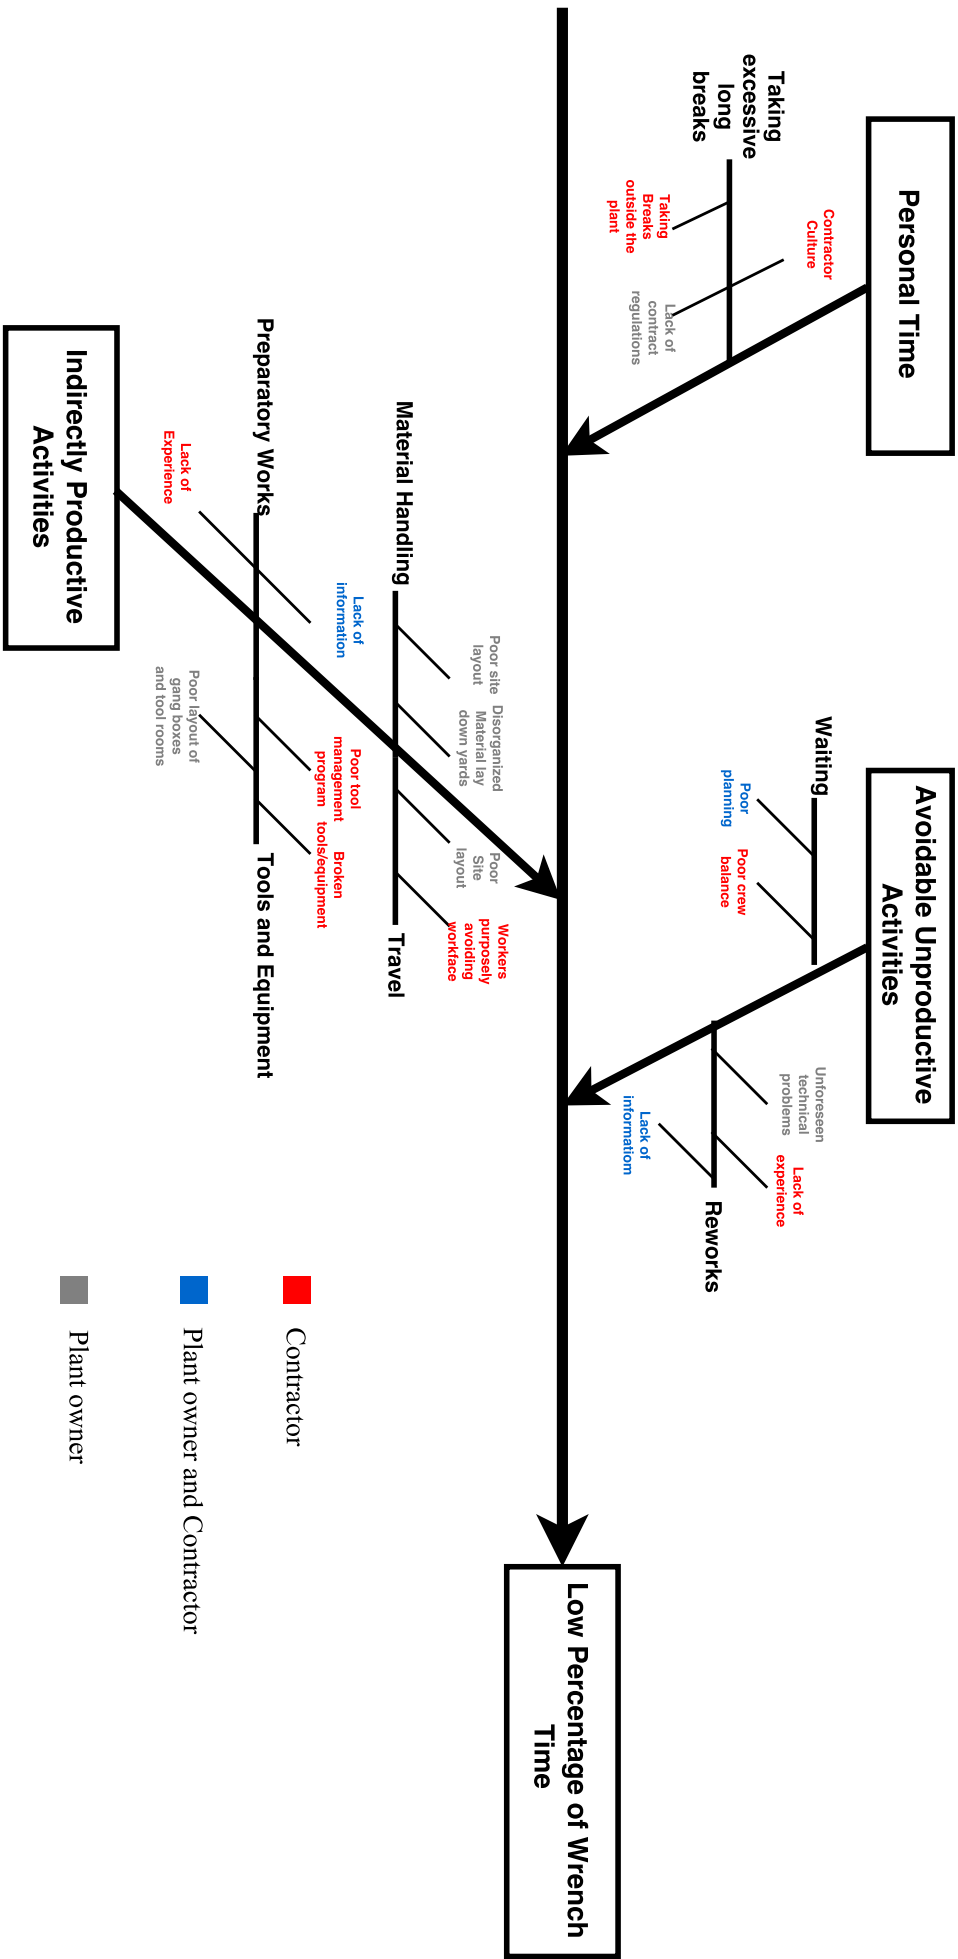 Personal Time
Avoidable Unproductive
Activities
Taking
excessive
long
breaks
Contractor
Culture
Taking
Breaks
outside the
plant
Lack of
contract
regulations
Waiting
Poor
planning
Poor crew
balance
Unforeseen
technical
problems
Lack of
experience
Lack of
informatiom
Reworks
Low Percentage of Wrench
Time
Material Handling
Poor site
layout
Disorganized
Material lay
down yards
Poor
Site
layout
Workers
purposely
avoiding
workface
Travel
Preparatory Works
Lack of
Experience
Lack of
information
Poor tool
management
program
Broken
tools/equipment
Poor layout of
gang boxes
and tool rooms
Tools and Equipment
Indirectly Productive
Activities
Contractor
Plant owner and Contractor
Plant owner